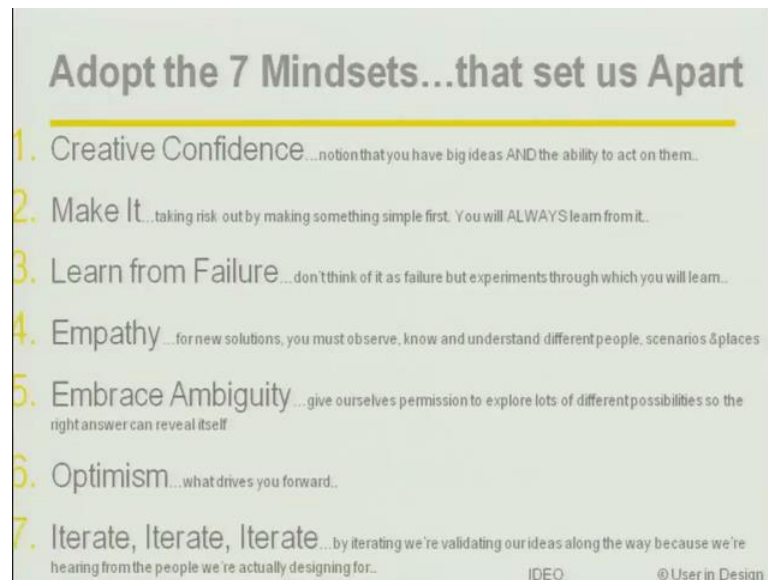 Adopt the 7 Mindsets...that set us Apart
1. Creative Confidence...notion that you have big ideas AND the ability to act on them..
2. Make It...taking risk out by making something simple first. You will ALWAYS learn from it..
3. Learn from Failure...don't think of it as failure but experiments through which you will learn..
4. Empathy...for new solutions, you must observe, know and understand different people, scenarios &places
5. Embrace Ambiguity...give ourselves permission to explore lots of different possibilities so the
right answer can reveal itself
6. Optimism...what drives you forward..
7. Iterate, Iterate, Iterate...by iterating we're validating our ideas along the way because we're
hearing from the people we're actually designing for..
IDEO © User in Design